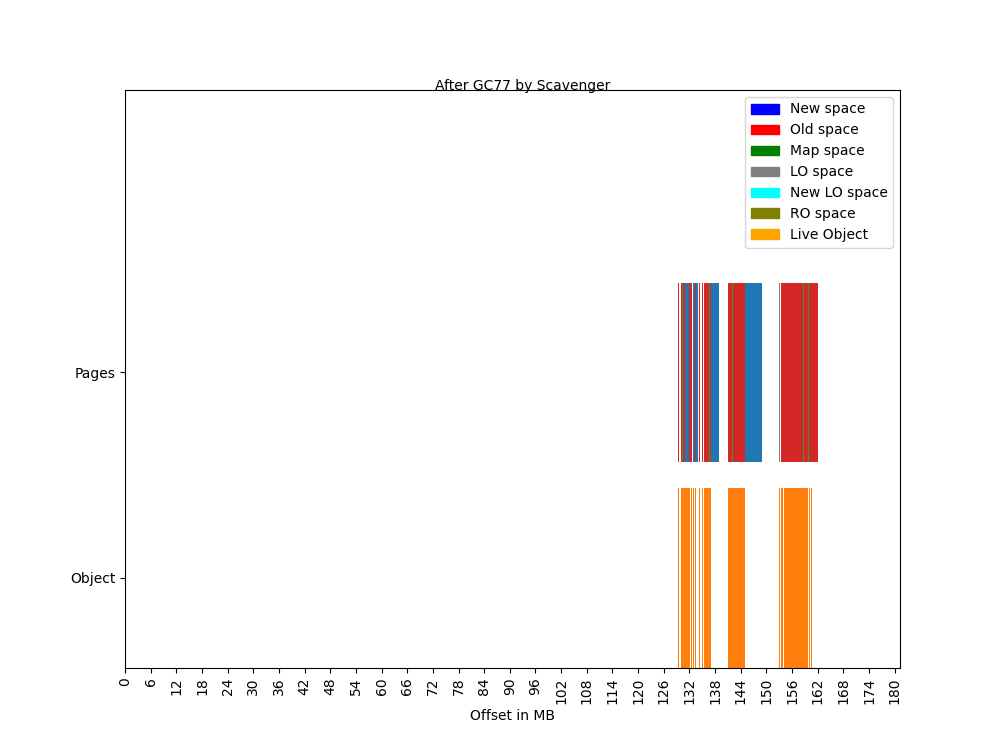 After GC77 by Scavenger
New space
Old space
Map space
LO space
New LO space
RO space
Live Object
Pages
Object
0 6 12 18 24 30 36 42 48 54 60 66 72 78 84 90 96 102 108 114 120 126 132 138 144 150 156 162 168 174 180
Offset in MB